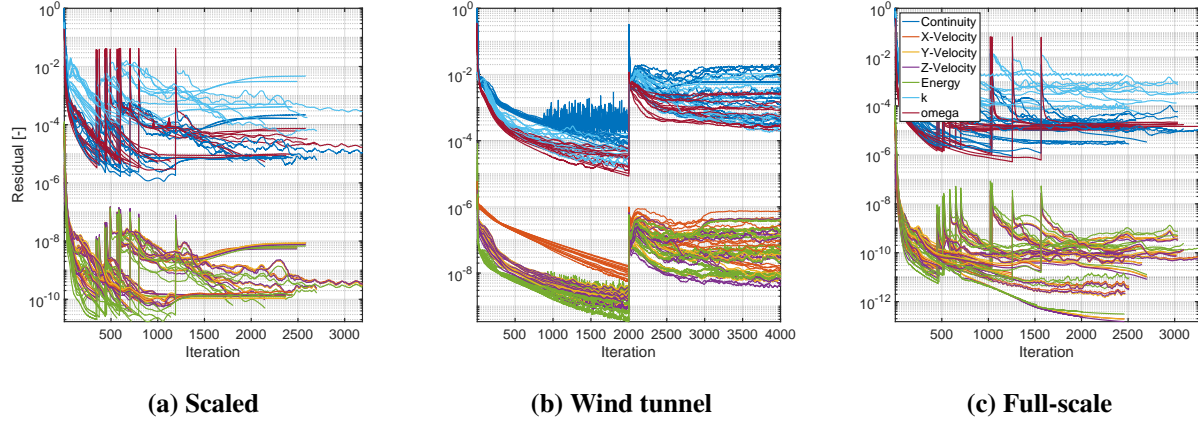 Residual [-]
10^0
10^-2
10^-4
10^-6
10^-8
10^-10
500 1000 1500 2000 2500 3000
Iteration
(a) Scaled
10^0
10^-2
10^-4
10^-6
10^-8
500 1000 1500 2000 2500 3000 3500 4000
Iteration
(b) Wind tunnel
10^0
10^-2
10^-4
10^-6
10^-8
10^-10
10^-12
Continuity
X-Velocity
Y-Velocity
Z-Velocity
Energy
k
omega
500 1000 1500 2000 2500 3000
Iteration
(c) Full-scale